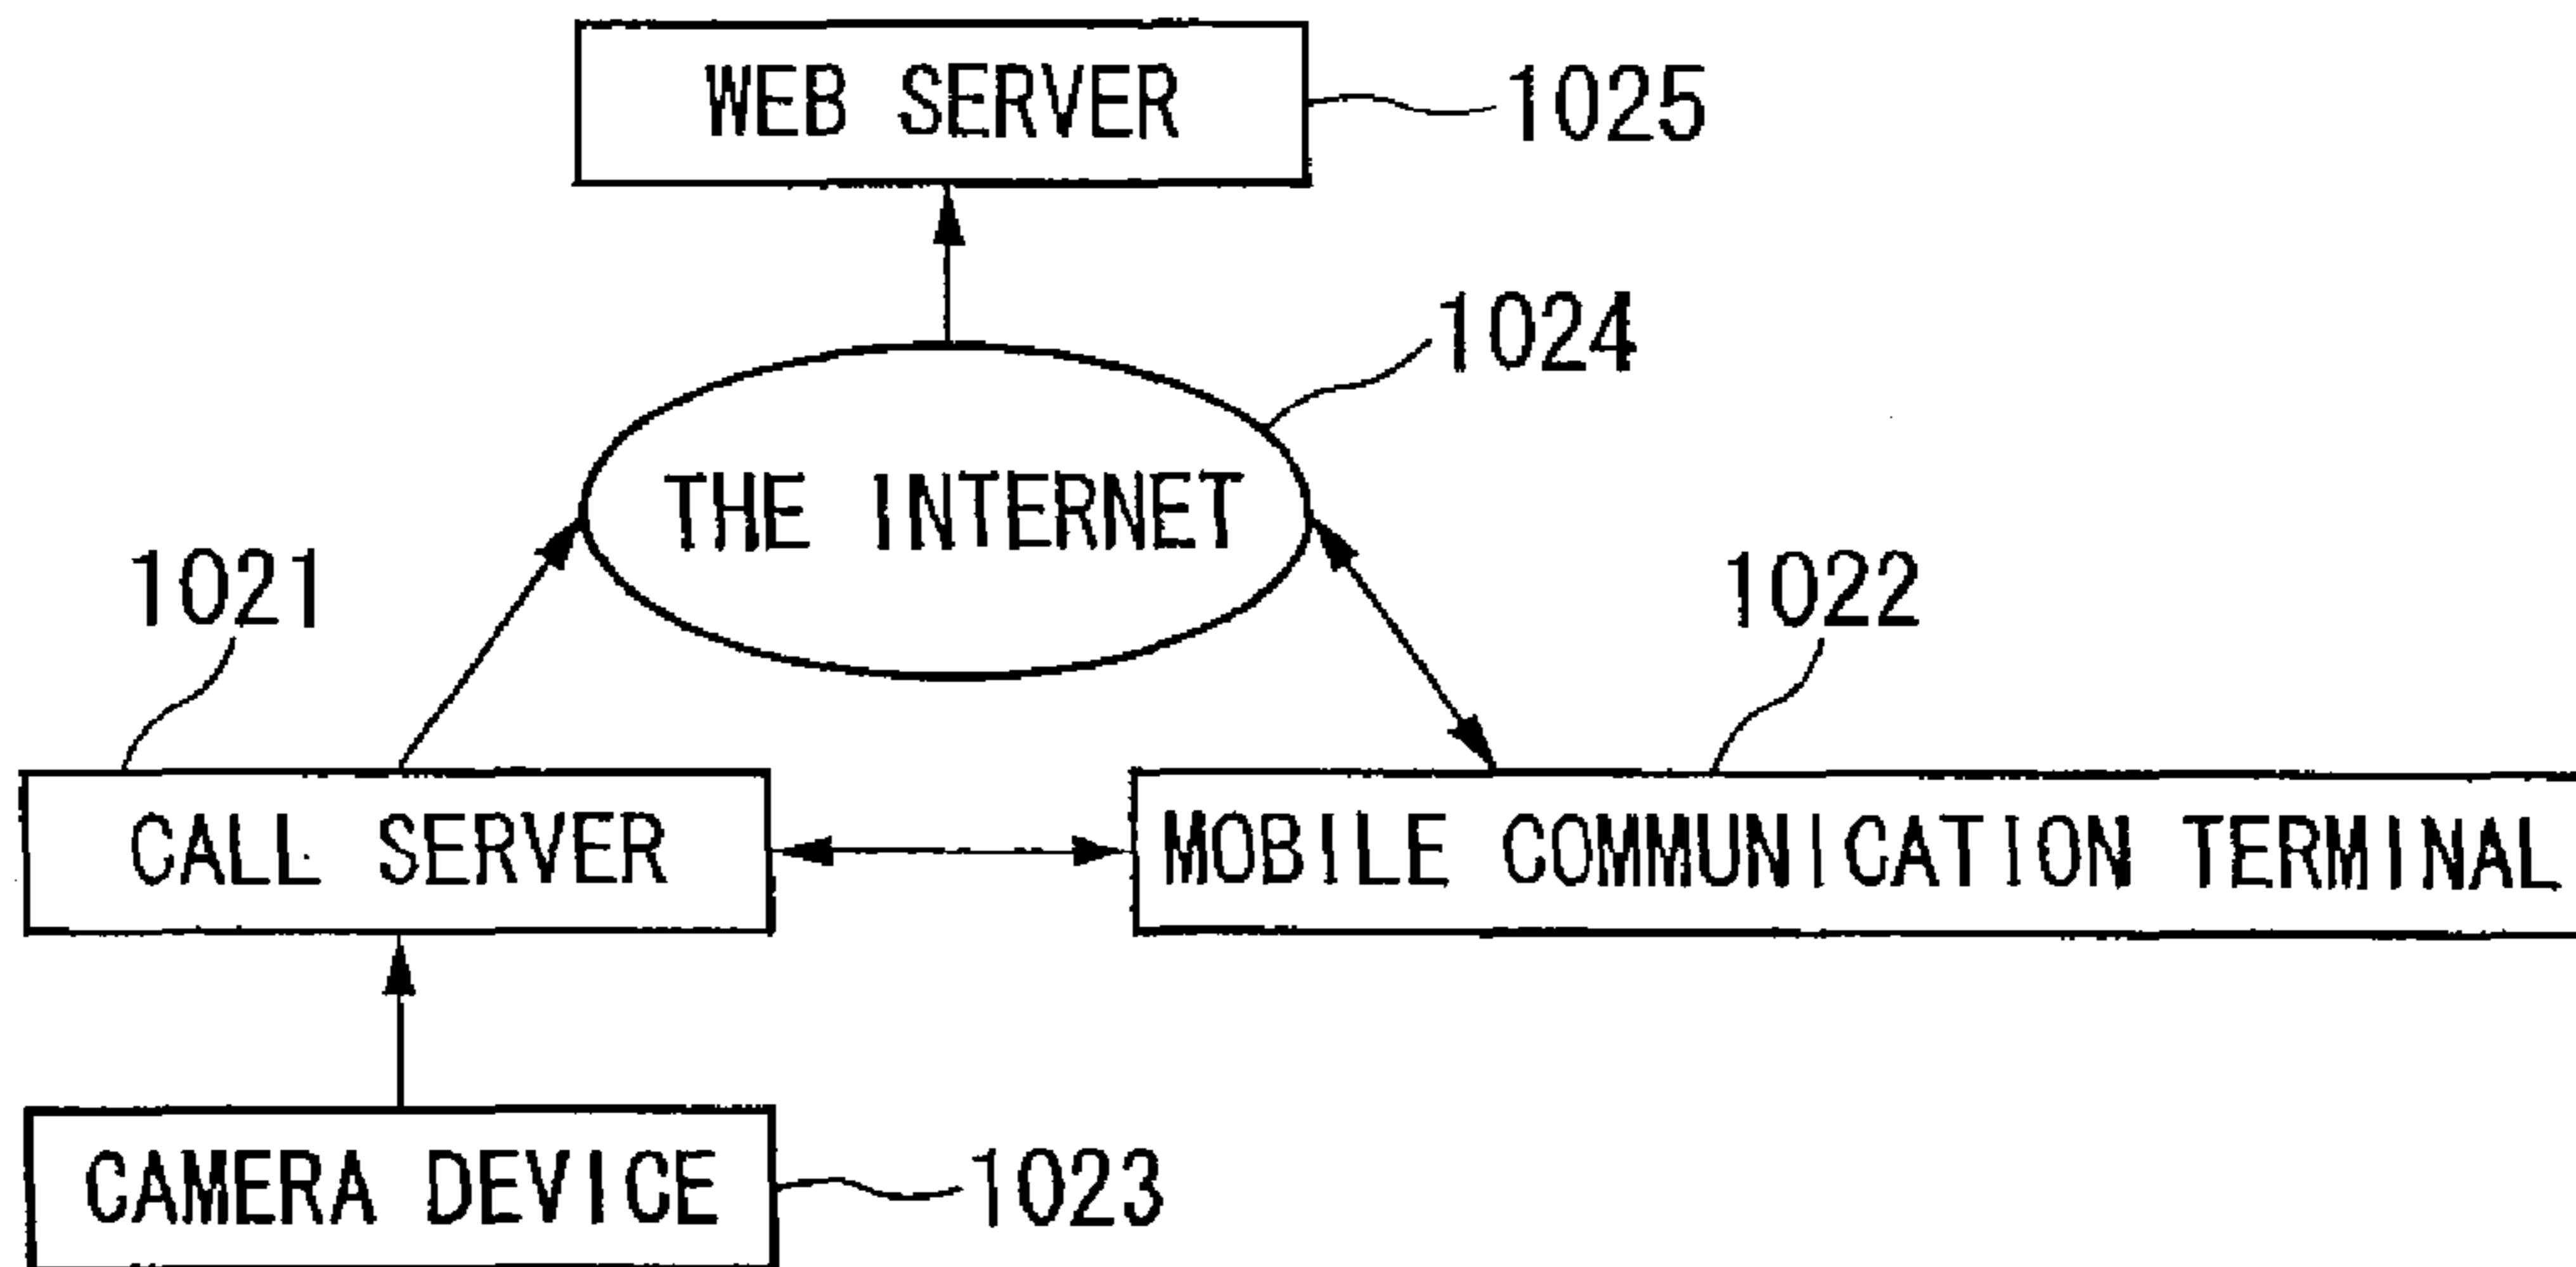 WEB SERVER 1025
1024
THE INTERNET
1021
1022
CALL SERVER
MOBILE COMMUNICATION TERMINAL
CAMERA DEVICE 1023